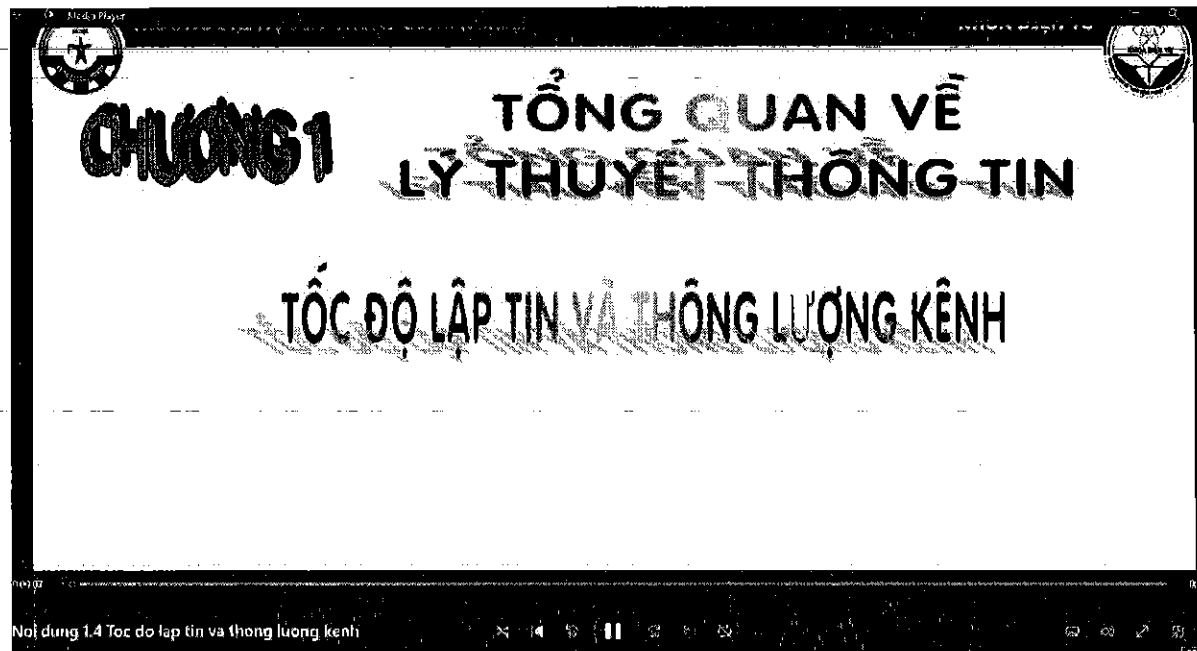 Media Player
CHƯƠNG 1
TỔNG QUAN VỀ
LÝ THUYẾT THÔNG TIN
TỐC ĐỘ LẬP TIN VÀ THÔNG LƯỢNG KÊNH
Noi dung 1.4 Toc do lap tin va thong luong kenh